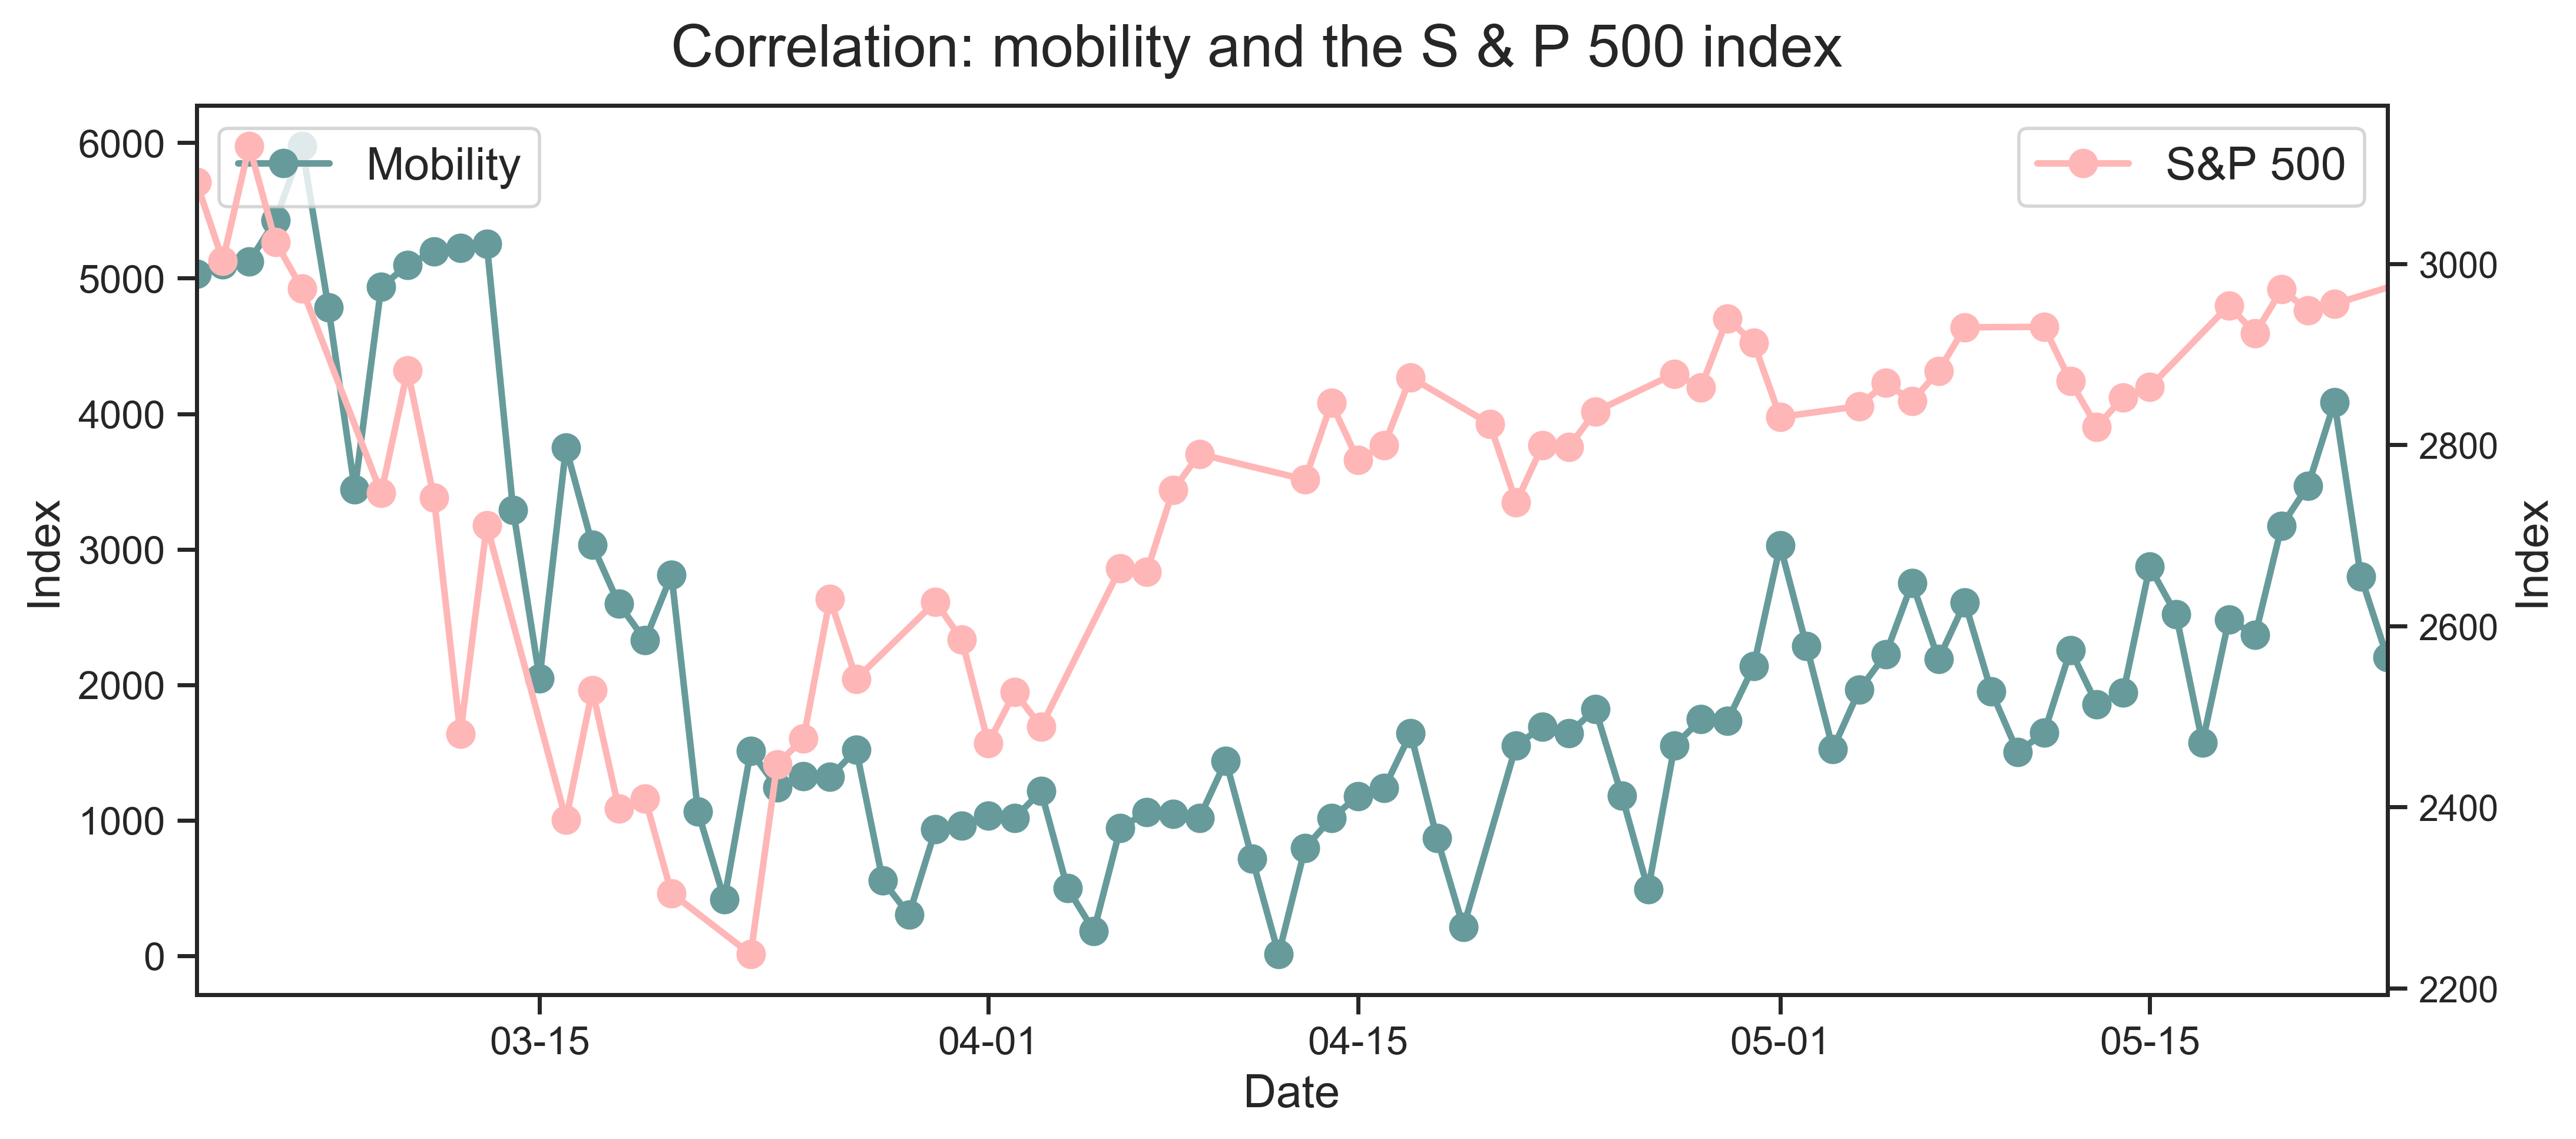 Correlation: mobility and the S & P 500 index
Mobility
S&P 500
6000
5000
4000
3000
2000
1000
0
Index
3000
2800
2600
2400
2200
Index
03-15
04-01
04-15
05-01
05-15
Date